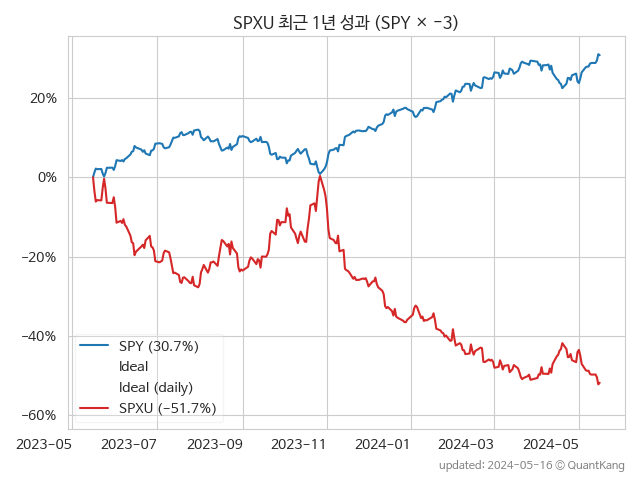 SPXU 최근 1년 성과 (SPY × −3)
20%
0%
−20%
−40%
−60%
SPY (30.7%)
Ideal
Ideal (daily)
SPXU (−51.7%)
2023−05
2023−07
2023−09
2023−11
2024−01
2024−03
2024−05
updated: 2024−05−16 © QuantKang